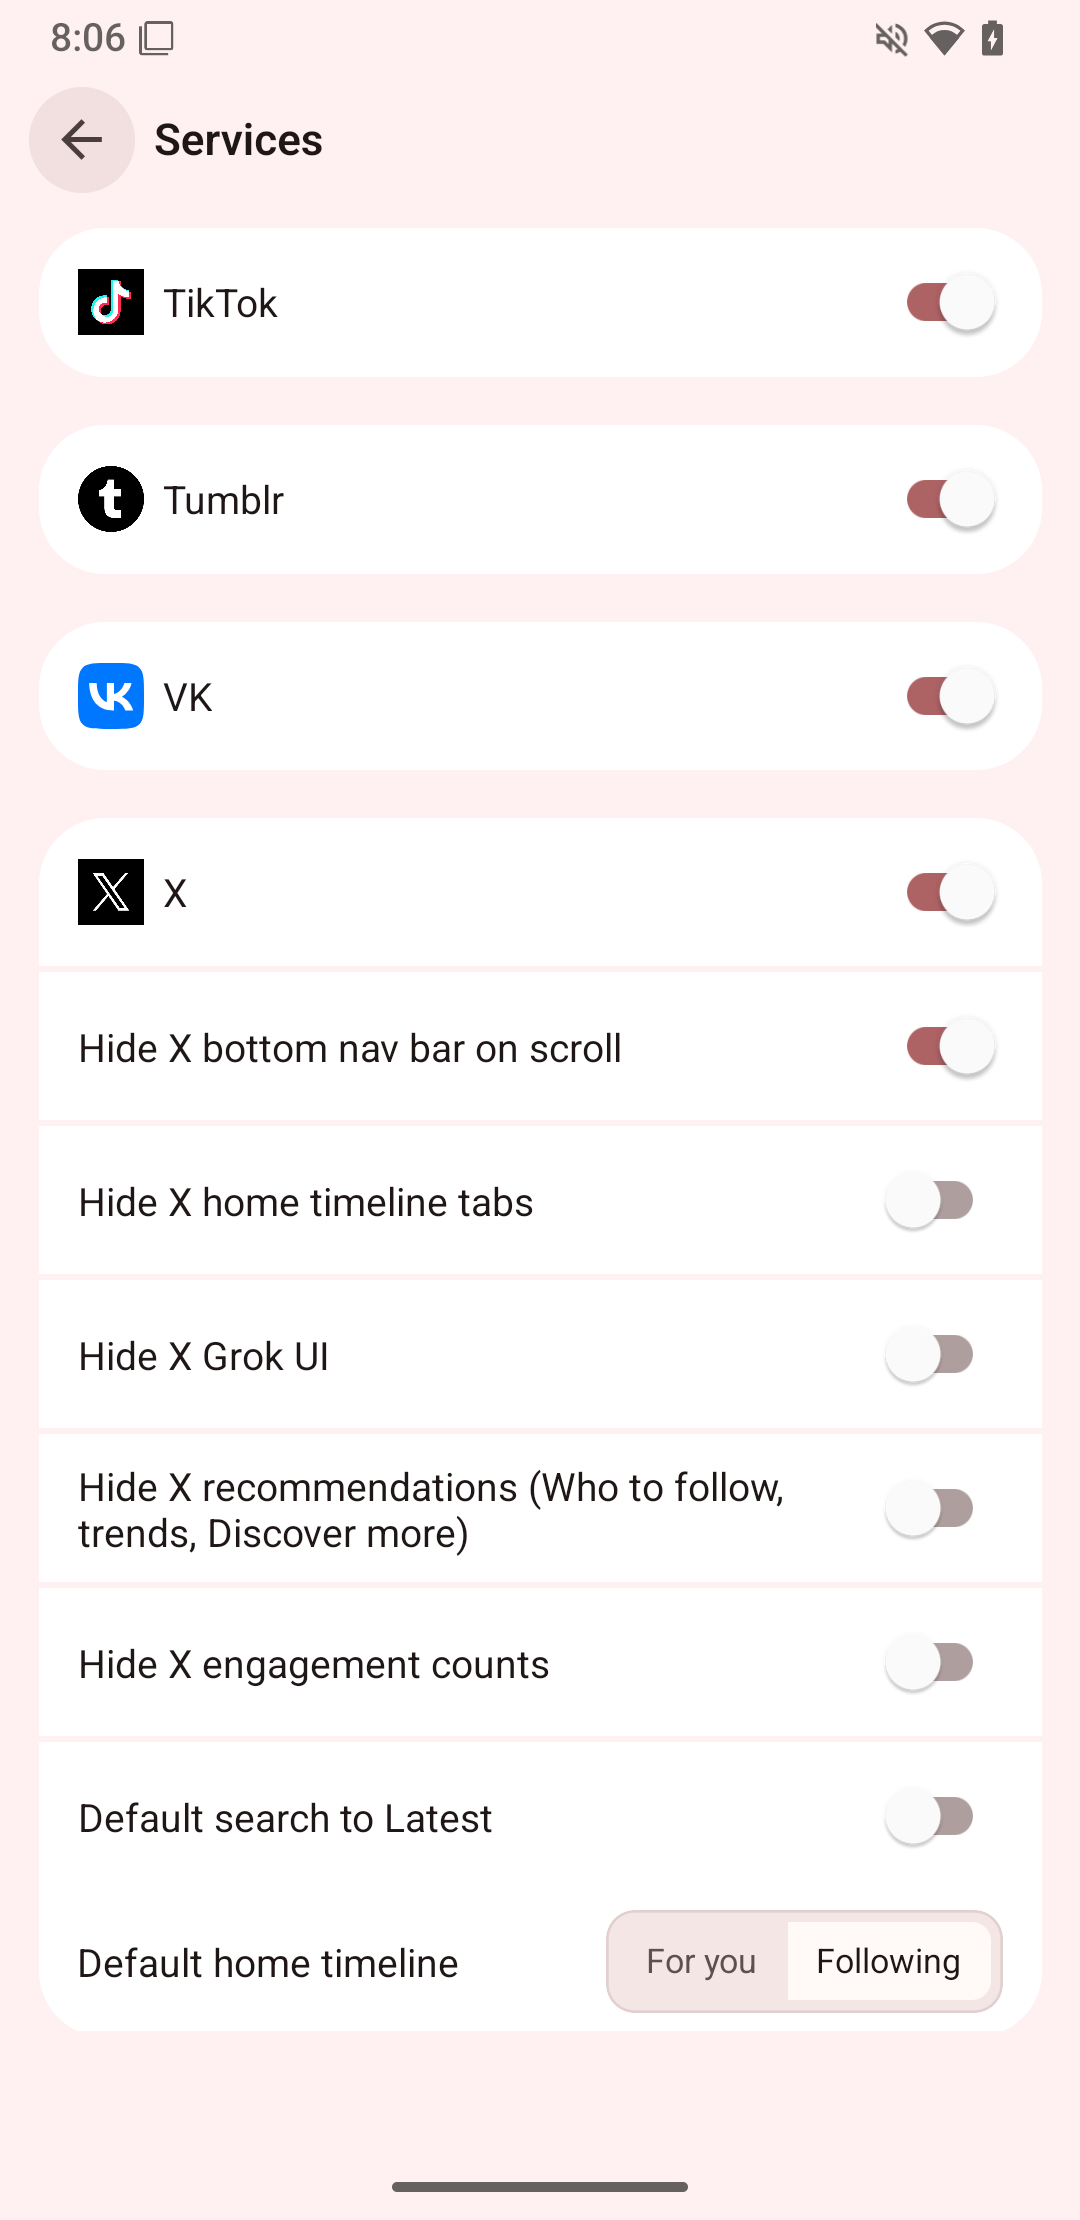 8:06
Services
TikTok
Tumblr
VK
X
Hide X bottom nav bar on scroll
Hide X home timeline tabs
Hide X Grok UI
Hide X recommendations (Who to follow,
trends, Discover more)
Hide X engagement counts
Default search to Latest
Default home timeline
For you
Following